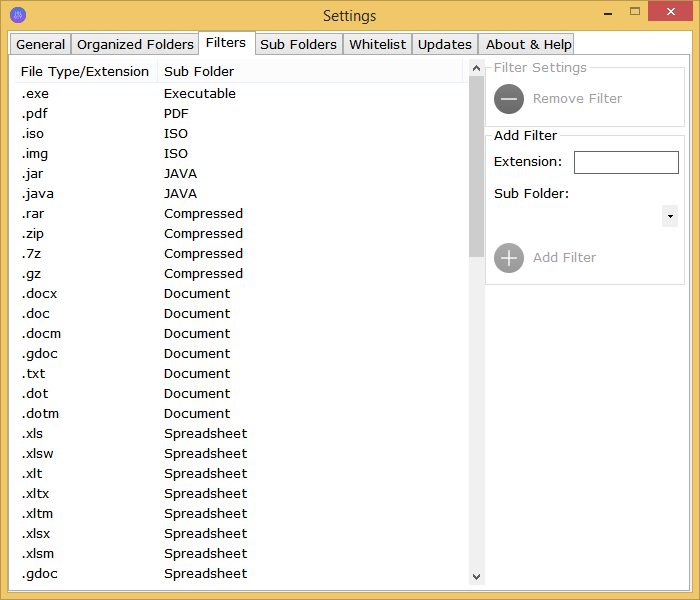 Settings
General Organized Folders Filters Sub Folders Whitelist Updates About & Help
File Type/Extension Sub Folder
.exe Executable
.pdf PDF
.iso ISO
.img ISO
.jar JAVA
.java JAVA
.rar Compressed
.zip Compressed
.7z Compressed
.gz Compressed
.docx Document
.doc Document
.docm Document
.gdoc Document
.txt Document
.dot Document
.dotm Document
.xls Spreadsheet
.xlsw Spreadsheet
.xlt Spreadsheet
.xltx Spreadsheet
.xltm Spreadsheet
.xlsx Spreadsheet
.xlsm Spreadsheet
.gdoc Spreadsheet
Filter Settings
Remove Filter
Add Filter
Extension:
Sub Folder:
Add Filter